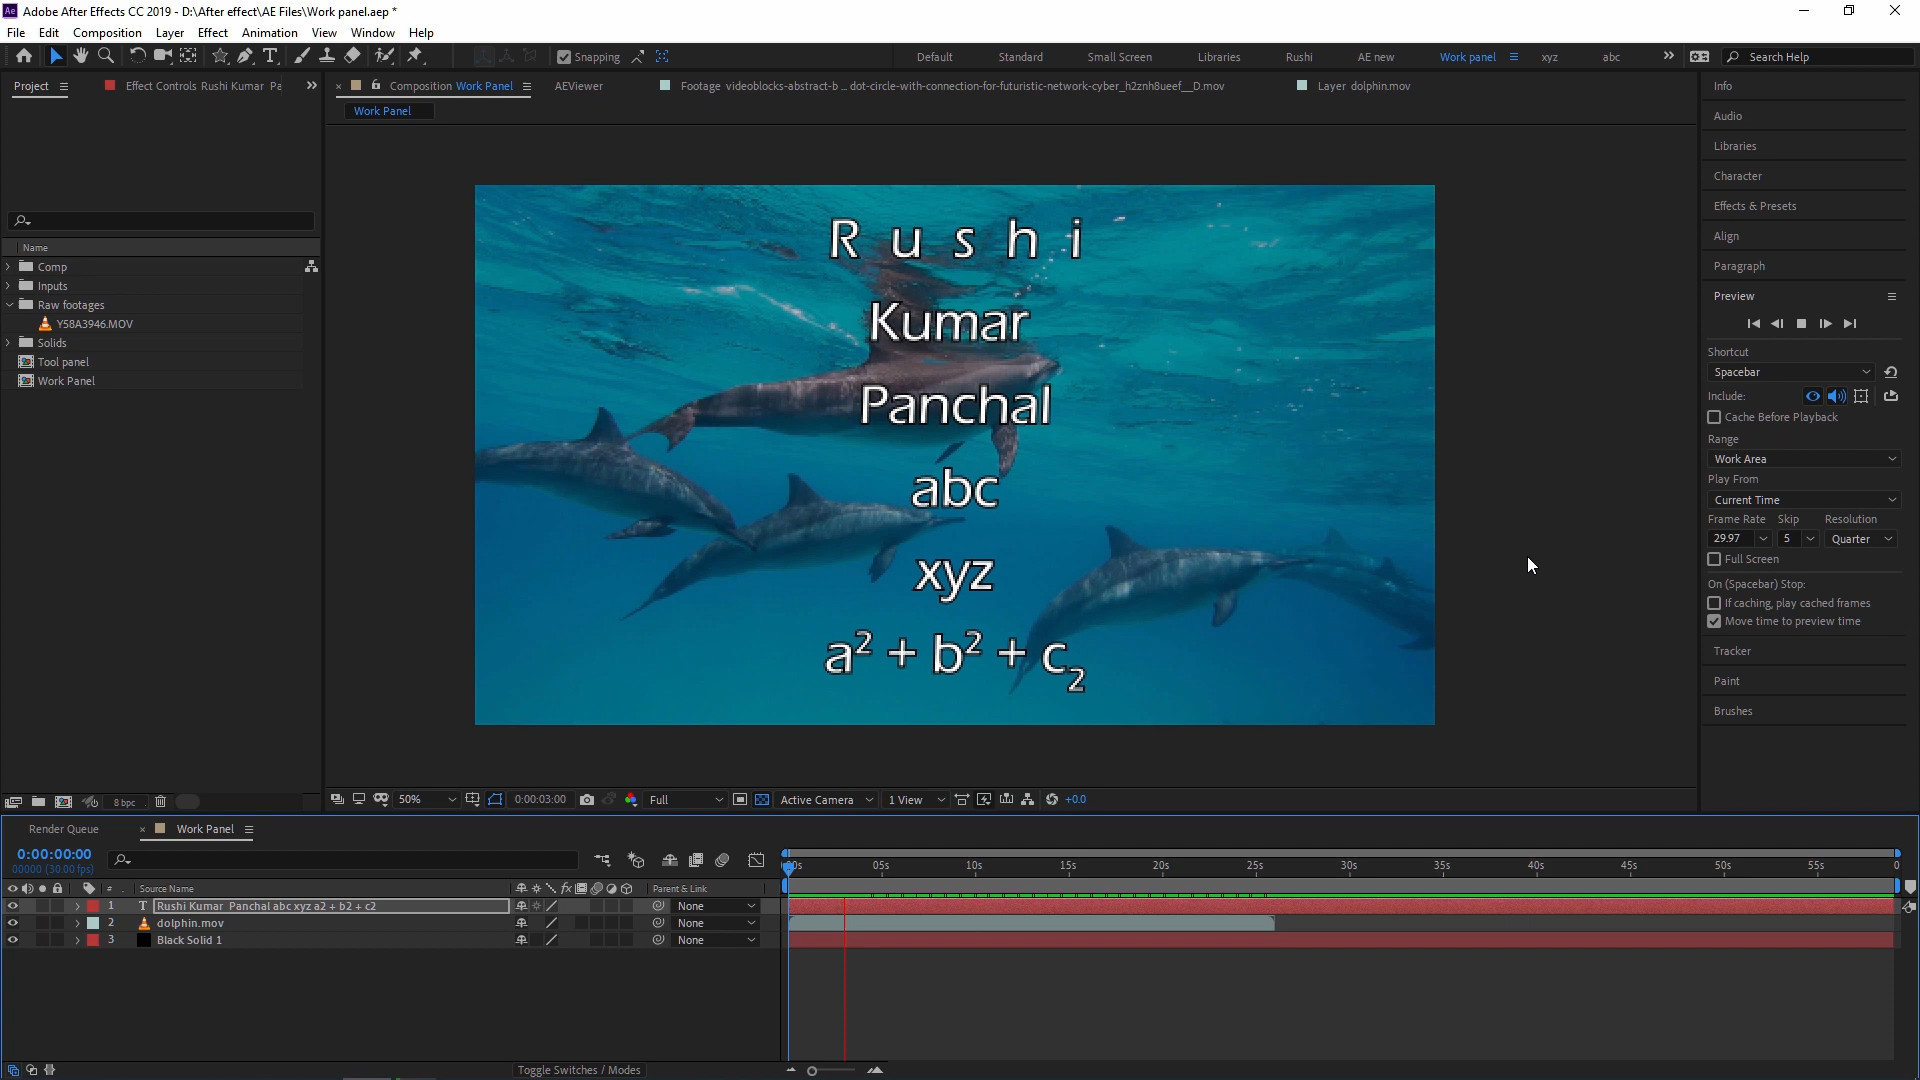 Adobe After Effects CC 2019 - D:\After effect\AE Files\Work panel.aep *
File Edit Composition Layer Effect Animation View Window Help
Snapping Default Standard Small Screen Libraries Rushi AE new Work panel xyz abc Search Help
Project Effect Controls Rushi Kumar Pa
Composition Work Panel AEViewer Footage videoblocks-abstract-b ... dot-circle-with-connection-for-futuristic-network-cyber_h2znh8ueef__D.mov Layer dolphin.mov
Work Panel
Name
Comp
Inputs
Raw footages
Y58A3946.MOV
Solids
Tool panel
Work Panel
8 bpc
R u s h i
Kumar
Panchal
abc
xyz
a² + b² + c₂
50% 0:00:03:00 Full Active Camera 1 View +0.0
Info
Audio
Libraries
Character
Effects & Presets
Align
Paragraph
Preview
Shortcut
Spacebar
Include:
Cache Before Playback
Range
Work Area
Play From
Current Time
Frame Rate Skip Resolution
29.97 5 Quarter
Full Screen
On (Spacebar) Stop:
If caching, play cached frames
Move time to preview time
Tracker
Paint
Brushes
Render Queue Work Panel
0:00:00:00
00000 (30.00 fps)
05s 10s 15s 20s 25s 30s 35s 40s 45s 50s 55s
# Source Name Parent & Link
1 T Rushi Kumar Panchal abc xyz a2 + b2 + c2 None
2 dolphin.mov None
3 Black Solid 1 None
Toggle Switches / Modes